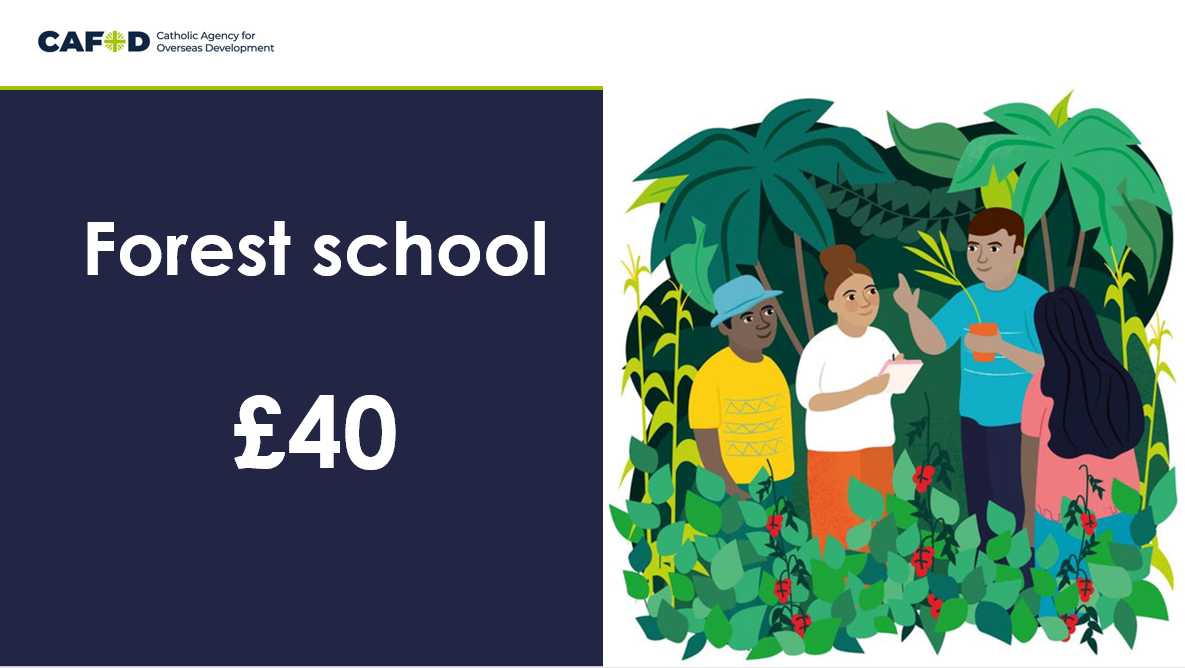 CAFOD
Catholic Agency for
Overseas Development
Forest school
£40